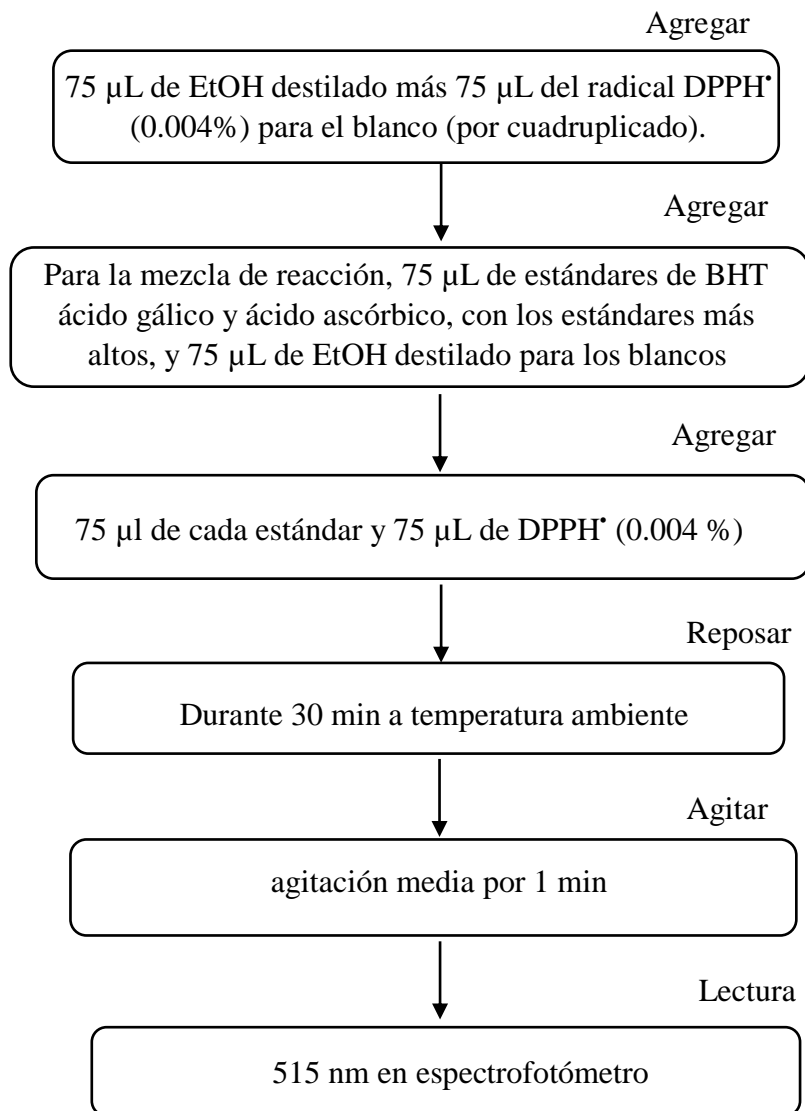 Agregar
75 µL de EtOH destilado más 75 µL del radical DPPH•
(0.004%) para el blanco (por cuadruplicado).
Agregar
Para la mezcla de reacción, 75 µL de estándares de BHT
ácido gálico y ácido ascórbico, con los estándares más
altos, y 75 µL de EtOH destilado para los blancos
Agregar
75 µl de cada estándar y 75 µL de DPPH• (0.004 %)
Reposar
Durante 30 min a temperatura ambiente
Agitar
agitación media por 1 min
Lectura
515 nm en espectrofotómetro